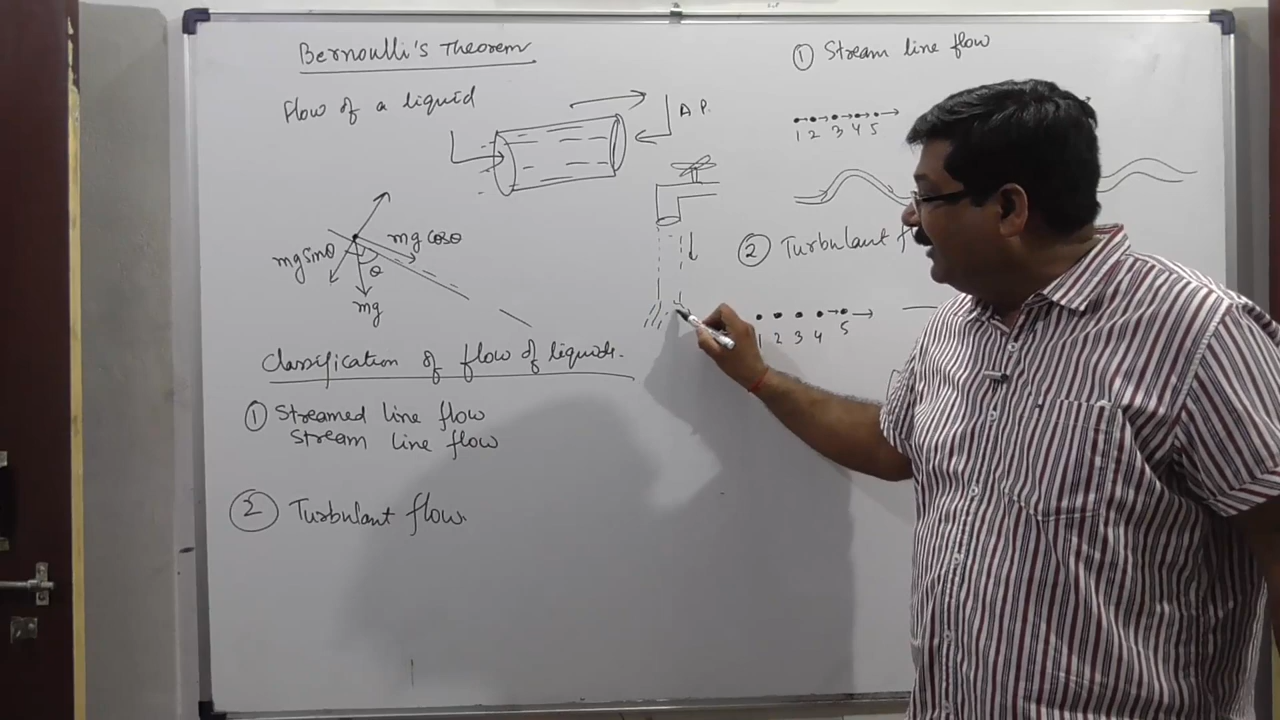 Bernoulli's Theorem
Flow of a liquid
A P.
mg sinθ
mg cosθ
θ
mg
Classification of flow of liquids.
① Streamed line flow
Stream line flow
② Turbulant flow.
① Stream line flow
1 2 3 4 5
② Turbulant f
1 2 3 4 5